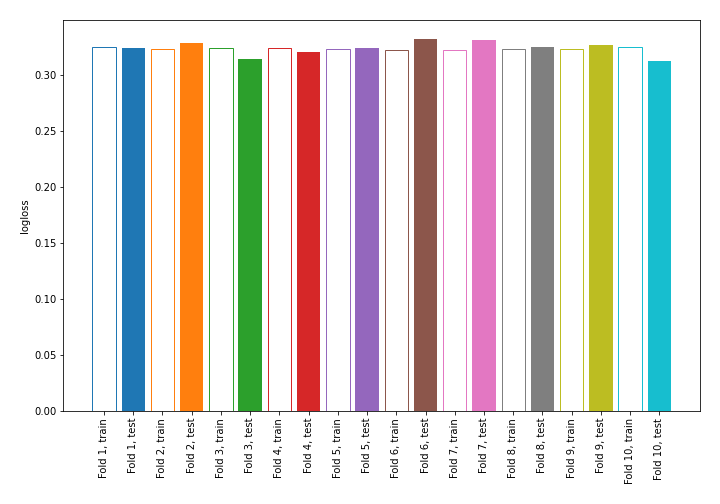 0.30
0.25
0.20
0.15
0.10
0.05
0.00
logloss
Fold 1, train
Fold 1, test
Fold 2, train
Fold 2, test
Fold 3, train
Fold 3, test
Fold 4, train
Fold 4, test
Fold 5, train
Fold 5, test
Fold 6, train
Fold 6, test
Fold 7, train
Fold 7, test
Fold 8, train
Fold 8, test
Fold 9, train
Fold 9, test
Fold 10, train
Fold 10, test